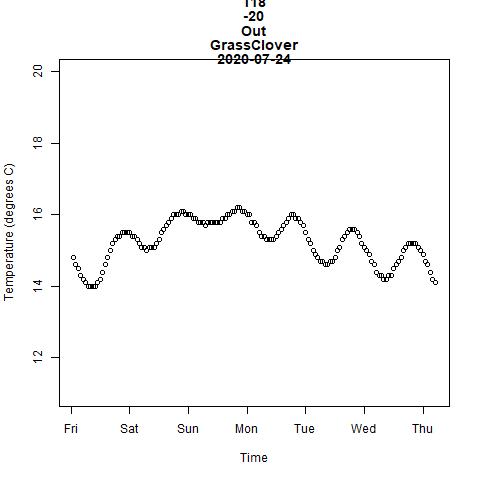 T18
-20
Out
GrassClover
2020-07-24
Temperature (degrees C)
20
18
16
14
12
Fri Sat Sun Mon Tue Wed Thu
Time